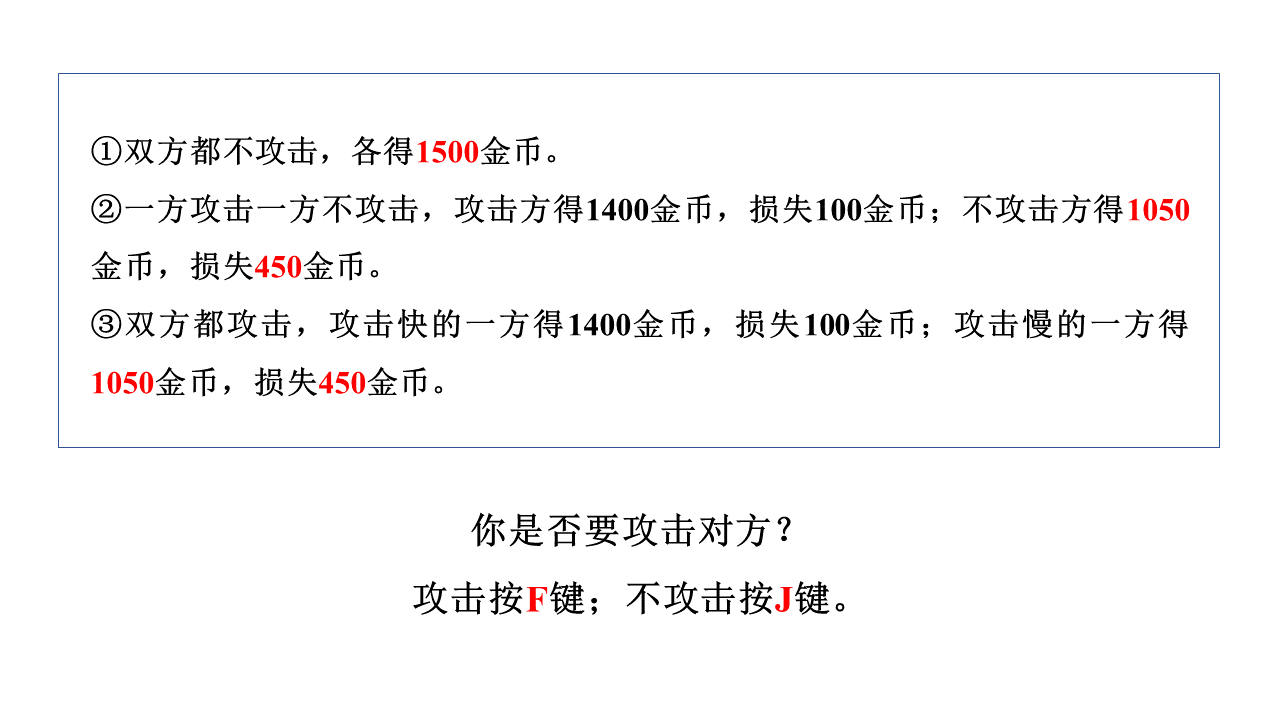 ①双方都不攻击，各得1500金币。
②一方攻击一方不攻击，攻击方得1400金币，损失100金币；不攻击方得1050
金币，损失450金币。
③双方都攻击，攻击快的一方得1400金币，损失100金币；攻击慢的一方得
1050金币，损失450金币。
你是否要攻击对方？
攻击按F键；不攻击按J键。